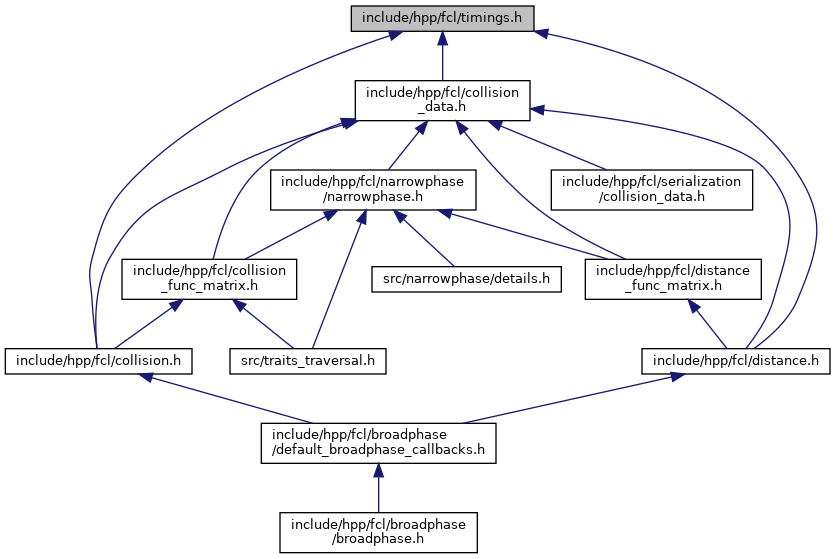 include/hpp/fcl/timings.h
include/hpp/fcl/collision
_data.h
include/hpp/fcl/narrowphase
/narrowphase.h
include/hpp/fcl/serialization
/collision_data.h
include/hpp/fcl/collision
_func_matrix.h
src/narrowphase/details.h
include/hpp/fcl/distance
_func_matrix.h
include/hpp/fcl/collision.h
src/traits_traversal.h
include/hpp/fcl/distance.h
include/hpp/fcl/broadphase
/default_broadphase_callbacks.h
include/hpp/fcl/broadphase
/broadphase.h